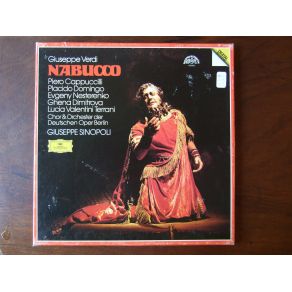 Giuseppe Verdi
NABUCCO
Piero Cappuccilli
Placido Domingo
Evgeny Nesterenko
Ghena Dimitrova
Lucia Valentini Terrani
Chor & Orchester der
Deutschen Oper Berlin
GIUSEPPE SINOPOLI